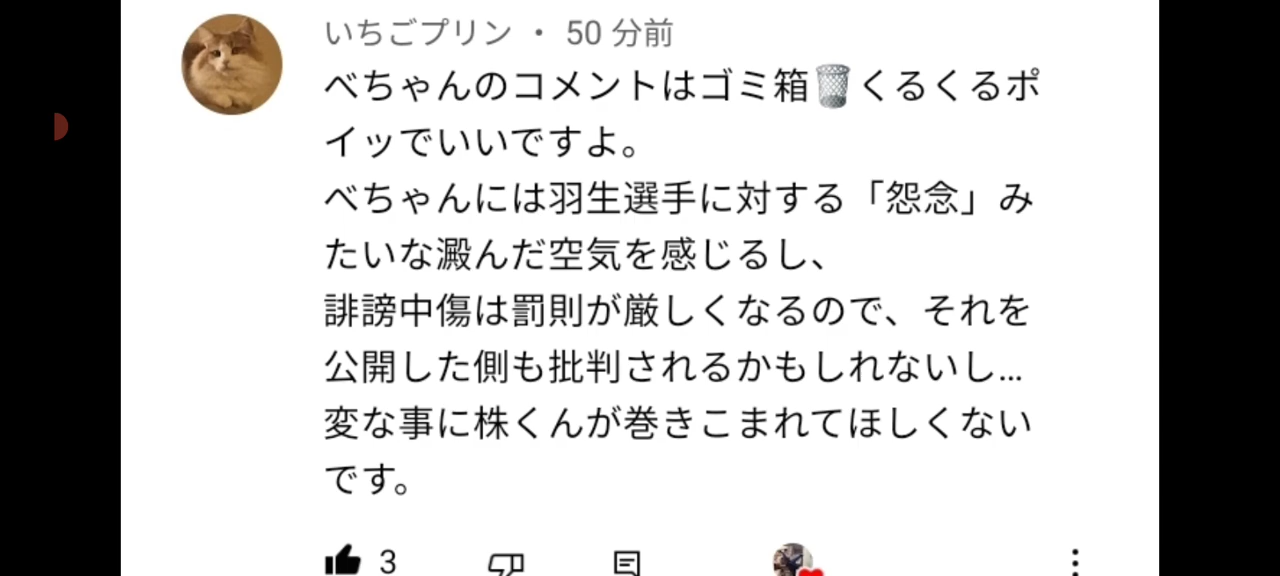 いちごプリン ・ 50 分前
べちゃんのコメントはゴミ箱🗑️くるくるポ
イッでいいですよ。
べちゃんには羽生選手に対する「怨念」み
たいな澱んだ空気を感じるし、
誹謗中傷は罰則が厳しくなるので、それを
公開した側も批判されるかもしれないし...
変な事に株くんが巻きこまれてほしくない
です。
3